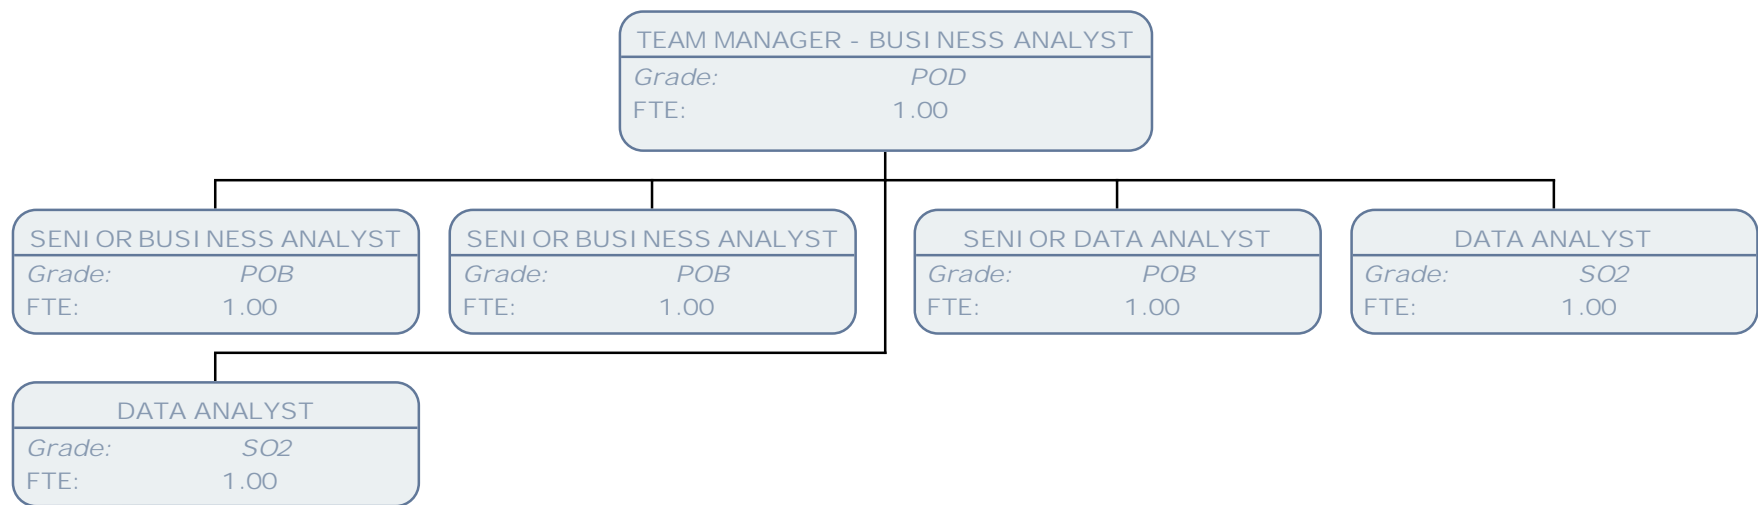 TEAM MANAGER - BUSINESS ANALYST
Grade: POD
FTE: 1.00
SENIOR BUSINESS ANALYST
Grade: POB
FTE: 1.00
SENIOR BUSINESS ANALYST
Grade: POB
FTE: 1.00
SENIOR DATA ANALYST
Grade: POB
FTE: 1.00
DATA ANALYST
Grade: SO2
FTE: 1.00
DATA ANALYST
Grade: SO2
FTE: 1.00